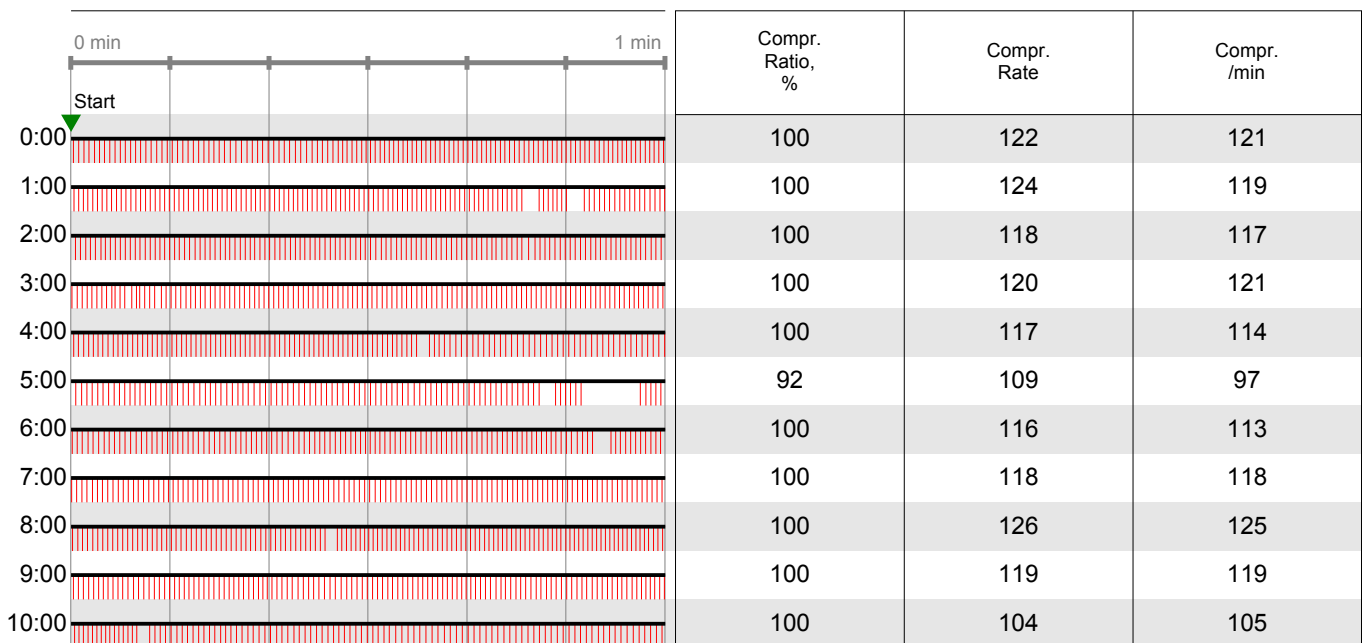 0 min 1 min
Compr.
Ratio,
%
Compr.
Rate
Compr.
/min
Start
0:00 100 122 121
1:00 100 124 119
2:00 100 118 117
3:00 100 120 121
4:00 100 117 114
5:00 92 109 97
6:00 100 116 113
7:00 100 118 118
8:00 100 126 125
9:00 100 119 119
10:00 100 104 105